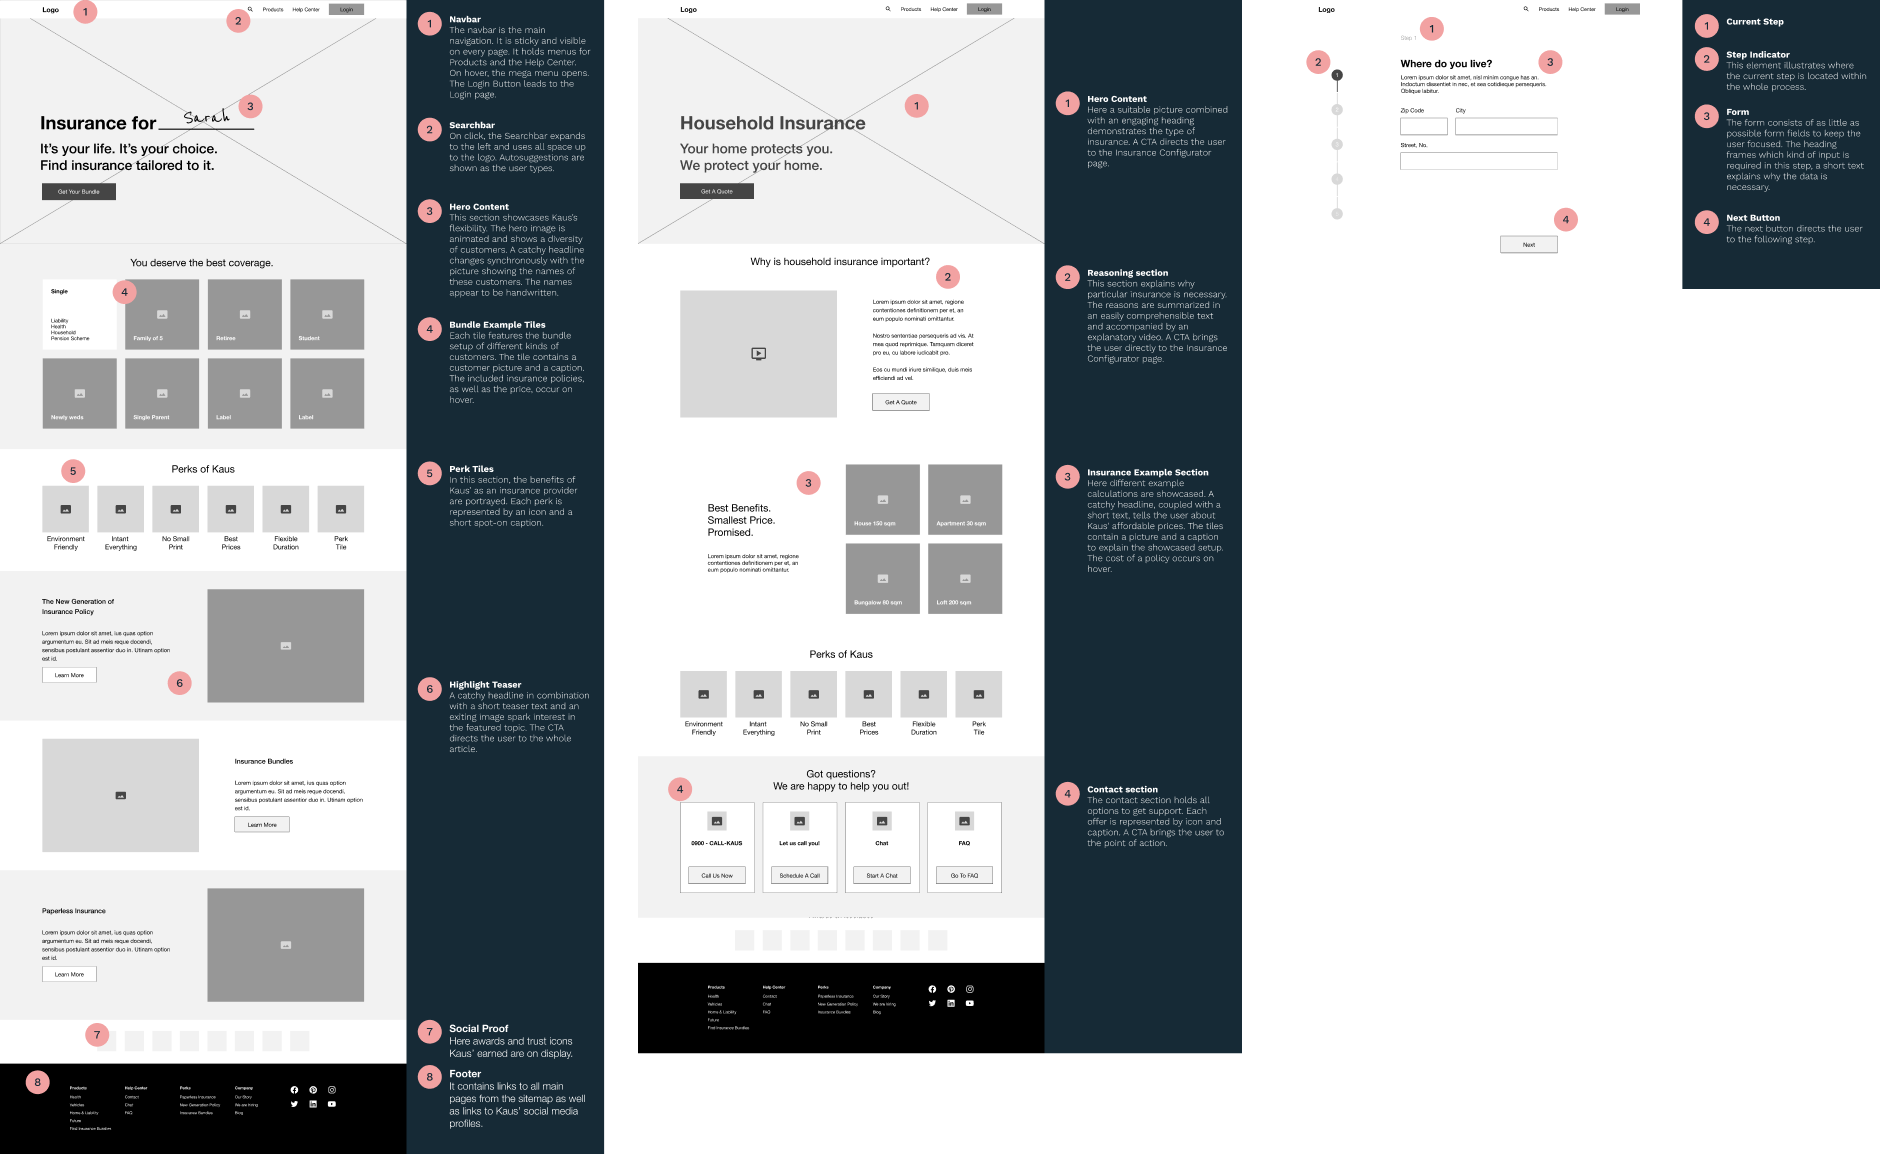 Logo
1
2
Products
Help Center
Login
3
Insurance for Sarah
It's your life. It's your choice.
Find insurance tailored to it.
Get Your Bundle
You deserve the best coverage.
4
Single
Liability
Health
Household
Pension Scheme
Family of 5
Retiree
Student
Newly weds
Single Parent
Label
Label
5
Perks of Kaus
Environment
Friendly
Intant
Everything
No Small
Print
Best
Prices
Flexible
Duration
Perk
Tile
The New Generation of
Insurance Policy
Lorem ipsum dolor sit amet, ius quas option
argumentum eu. Sit ad meis reque docendi,
sensibus postulant assentior duo in. Utinam option
est id.
Learn More
6
Insurance Bundles
Lorem ipsum dolor sit amet, ius quas option
argumentum eu. Sit ad meis reque docendi,
sensibus postulant assentior duo in. Utinam option
est id.
Learn More
Paperless Insurance
Lorem ipsum dolor sit amet, ius quas option
argumentum eu. Sit ad meis reque docendi,
sensibus postulant assentior duo in. Utinam option
est id.
Learn More
7
8
Products
Health
Vehicles
Homs & Liability
Future
Find Insurance Bundles
Help Center
Contact
Chat
FAQ
Perks
Paperless Insurance
New Generation Policy
Insurance Bundles
Company
Our Story
We are hiring
Blog
1
Navbar
The navbar is the main
navigation. It is sticky and visible
on every page. It holds menus for
Products and the Help Center.
On hover, the mega menu opens.
The Login Button leads to the
Login page.
2
Searchbar
On click, the Searchbar expands
to the left and uses all space up
to the logo. Autosuggestions are
shown as the user types.
3
Hero Content
This section showcases Kaus's
flexibility. The hero image is
animated and shows a diversity
of customers. A catchy headline
changes synchronously with the
picture showing the names of
these customers. The names
appear to be handwritten.
4
Bundle Example Tiles
Each tile features the bundle
setup of different kinds of
customers. The tile contains a
customer picture and a caption.
The included insurance policies,
as well as the price, occur on
hover.
5
Perk Tiles
In this section, the benefits of
Kaus' as an insurance provider
are portrayed. Each perk is
represented by an icon and a
short spot-on caption.
6
Highlight Teaser
A catchy headline in combination
with a short teaser text and an
exiting image spark interest in
the featured topic. The CTA
directs the user to the whole
article.
7
Social Proof
Here awards and trust icons
Kaus' earned are on display.
8
Footer
It contains links to all main
pages from the sitemap as well
as links to Kaus' social media
profiles.
Logo
Products
Help Center
Login
1
Household Insurance
Your home protects you.
We protect your home.
Get A Quote
Why is household insurance important?
2
Lorem ipsum dolor sit amet, regione
contentiones definitionem per et, an
eum populo nominati omittantur.
Nostro sententiae persequeris ad vis. At
mea quod reprimique. Tamquam diceret
pro eu, cu labore iudicabit pro.
Eos cu mundi iriure similique, duis meis
efficiendi ad vel.
Get A Quote
3
Best Benefits.
Smallest Price.
Promised.
Lorem ipsum dolor sit amet, regione
contentiones definitionem per et, an
eum populo nominati omittantur.
House 150 sqm
Apartment 30 sqm
Bungalow 80 sqm
Loft 200 sqm
Perks of Kaus
Environment
Friendly
Intant
Everything
No Small
Print
Best
Prices
Flexible
Duration
Perk
Tile
Got questions?
We are happy to help you out!
4
0900 - CALL-KAUS
Call Us Now
Let us call you!
Schedule A Call
Chat
Start A Chat
FAQ
Go To FAQ
Products
Health
Vehicles
Homs & Liability
Future
Find Insurance Bundles
Help Center
Contact
Chat
FAQ
Perks
Paperless Insurance
New Generation Policy
Insurance Bundles
Company
Our Story
We are hiring
Blog
1
Hero Content
Here a suitable picture combined
with an engaging heading
demonstrates the type of
insurance. A CTA directs the user
to the Insurance Configurator
page.
2
Reasoning section
This section explains why
particular insurance is necessary.
The reasons are summarized in
an easily comprehensible text
and accompanied by an
explanatory video. A CTA brings
the user directly to the Insurance
Configurator page.
3
Insurance Example Section
Here different example
calculations are showcased. A
catchy headline, coupled with a
short text, tells the user about
Kaus' affordable prices. The tiles
contain a picture and a caption
to explain the showcased setup.
The cost of a policy occurs on
hover.
4
Contact section
The contact section holds all
options to get support. Each
offer is represented by icon and
caption. A CTA brings the user to
the point of action.
Logo
Products
Help Center
Login
1
Step 1
2
1
Where do you live?
3
Lorem ipsum dolor sit amet, nisl minim congue has an.
Indoctum dissentiet in nec, et sea cotidieque persequeris.
Oblique labitur.
Zip Code
City
Street, No.
4
Next
1
Current Step
2
Step Indicator
This element illustrates where
the current step is located within
the whole process.
3
Form
The form consists of as little as
possible form fields to keep the
user focused. The heading
frames which kind of input is
required in this step, a short text
explains why the data is
necessary.
4
Next Button
The next button directs the user
to the following step.